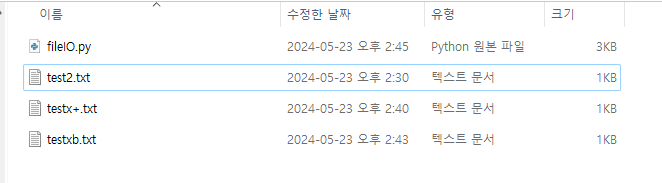 이름 수정한 날짜 유형 크기
fileIO.py 2024-05-23 오후 2:45 Python 원본 파일 3KB
test2.txt 2024-05-23 오후 2:30 텍스트 문서 1KB
testx+.txt 2024-05-23 오후 2:40 텍스트 문서 1KB
testxb.txt 2024-05-23 오후 2:43 텍스트 문서 1KB